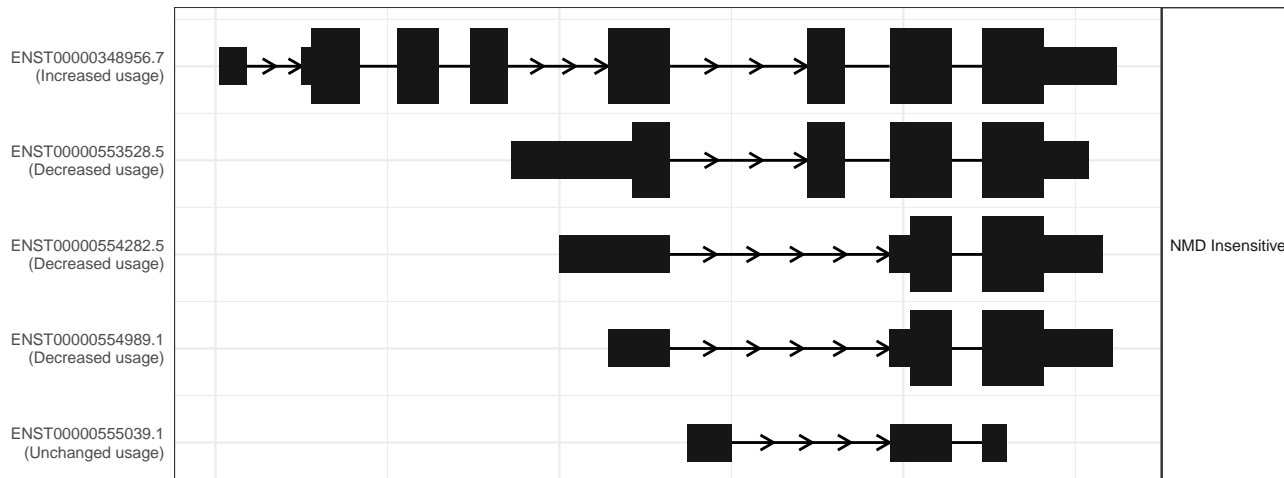 ENST00000348956.7
(Increased usage)
ENST00000553528.5
(Decreased usage)
ENST00000554282.5
(Decreased usage)
NMD Insensitive
ENST00000554989.1
(Decreased usage)
ENST00000555039.1
(Unchanged usage)